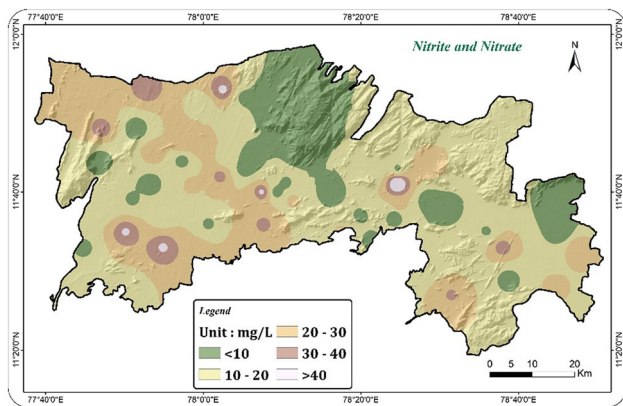 77°40'0"E 78°0'0"E 78°20'0"E 78°40'0"E
12°0'0"N
12°0'0"N
Nitrite and Nitrate
N
11°40'0"N
11°40'0"N
11°20'0"N
11°20'0"N
Legend
Unit : mg/L
20 - 30
<10
30 - 40
10 - 20
>40
0 5 10 20
Km
77°40'0"E 78°0'0"E 78°20'0"E 78°40'0"E